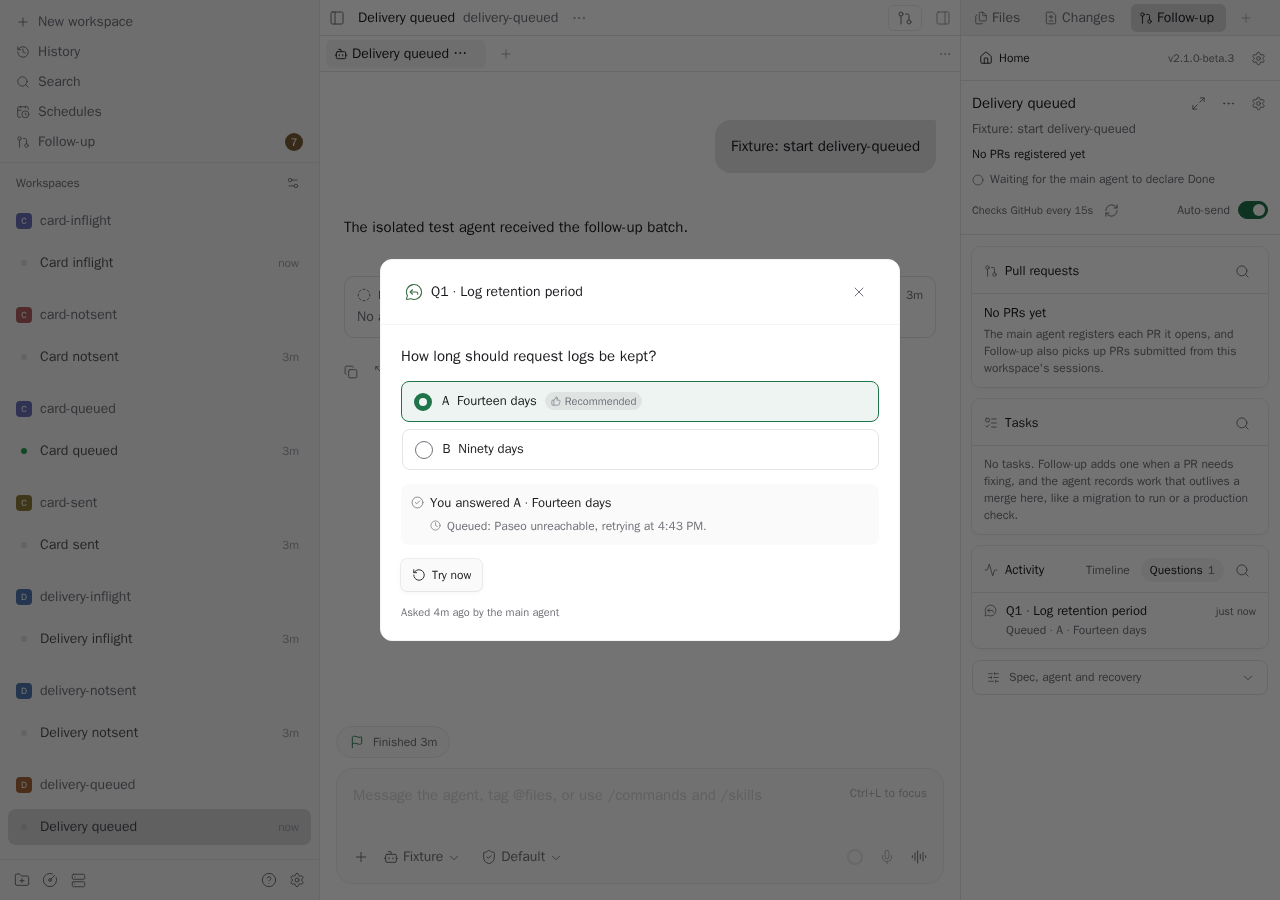 New workspace
History
Search
Schedules
Follow-up 7
Workspaces
C card-inflight
Card inflight now
C card-notsent
Card notsent 3m
C card-queued
Card queued 3m
C card-sent
Card sent 3m
D delivery-inflight
Delivery inflight 3m
D delivery-notsent
Delivery notsent 3m
D delivery-queued
Delivery queued now
Delivery queued delivery-queued
Delivery queued
Fixture: start delivery-queued
The isolated test agent received the follow-up batch.
3m
No
Q1 · Log retention period
How long should request logs be kept?
A Fourteen days Recommended
B Ninety days
You answered A · Fourteen days
Queued: Paseo unreachable, retrying at 4:43 PM.
Try now
Asked 4m ago by the main agent
Finished 3m
Message the agent, tag @files, or use /commands and /skills
Ctrl+L to focus
Fixture Default
Files Changes Follow-up
Home v2.1.0-beta.3
Delivery queued
Fixture: start delivery-queued
No PRs registered yet
Waiting for the main agent to declare Done
Checks GitHub every 15s Auto-send
Pull requests
No PRs yet
The main agent registers each PR it opens, and
Follow-up also picks up PRs submitted from this
workspace's sessions.
Tasks
No tasks. Follow-up adds one when a PR needs
fixing, and the agent records work that outlives a
merge here, like a migration to run or a production
check.
Activity Timeline Questions 1
Q1 · Log retention period just now
Queued · A · Fourteen days
Spec, agent and recovery